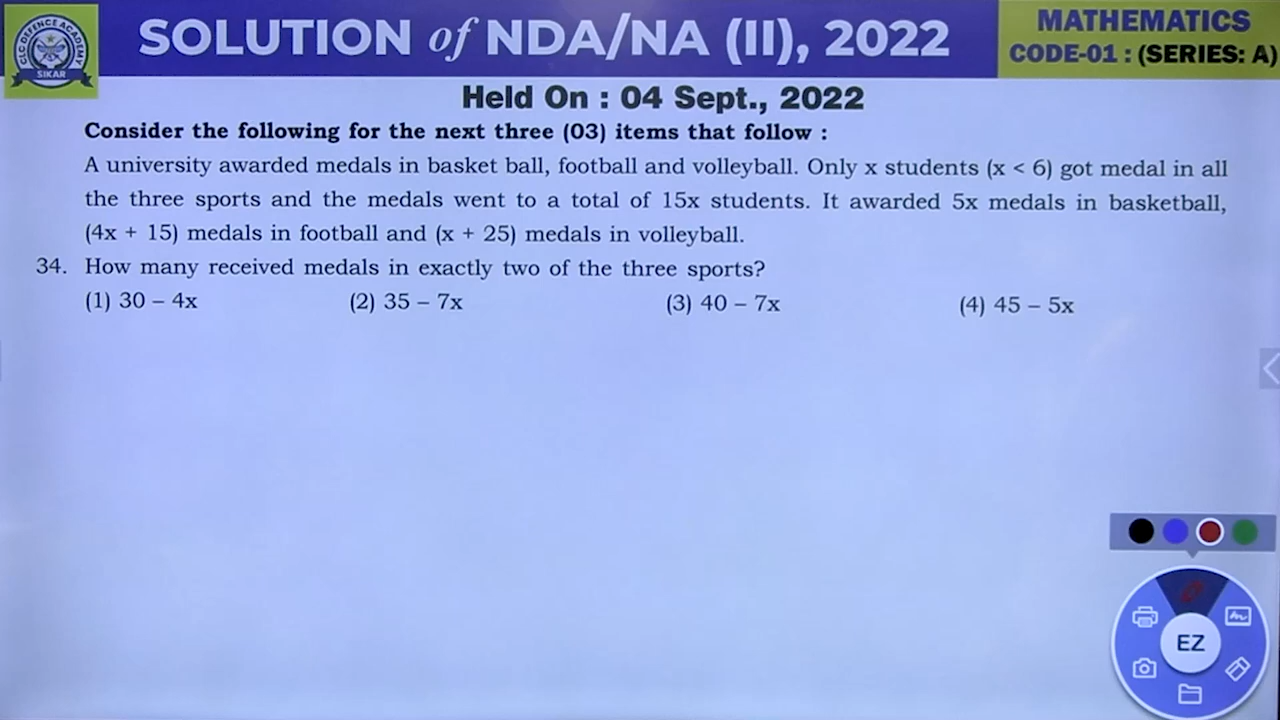 SOLUTION of NDA/NA (II), 2022
MATHEMATICS
CODE-01 : (SERIES: A)
CLC DEFENCE ACADEMY
SIKAR
Held On : 04 Sept., 2022
Consider the following for the next three (03) items that follow :
A university awarded medals in basket ball, football and volleyball. Only x students (x < 6) got medal in all
the three sports and the medals went to a total of 15x students. It awarded 5x medals in basketball,
(4x + 15) medals in football and (x + 25) medals in volleyball.
34. How many received medals in exactly two of the three sports?
(1) 30 – 4x (2) 35 – 7x (3) 40 – 7x (4) 45 – 5x
EZ